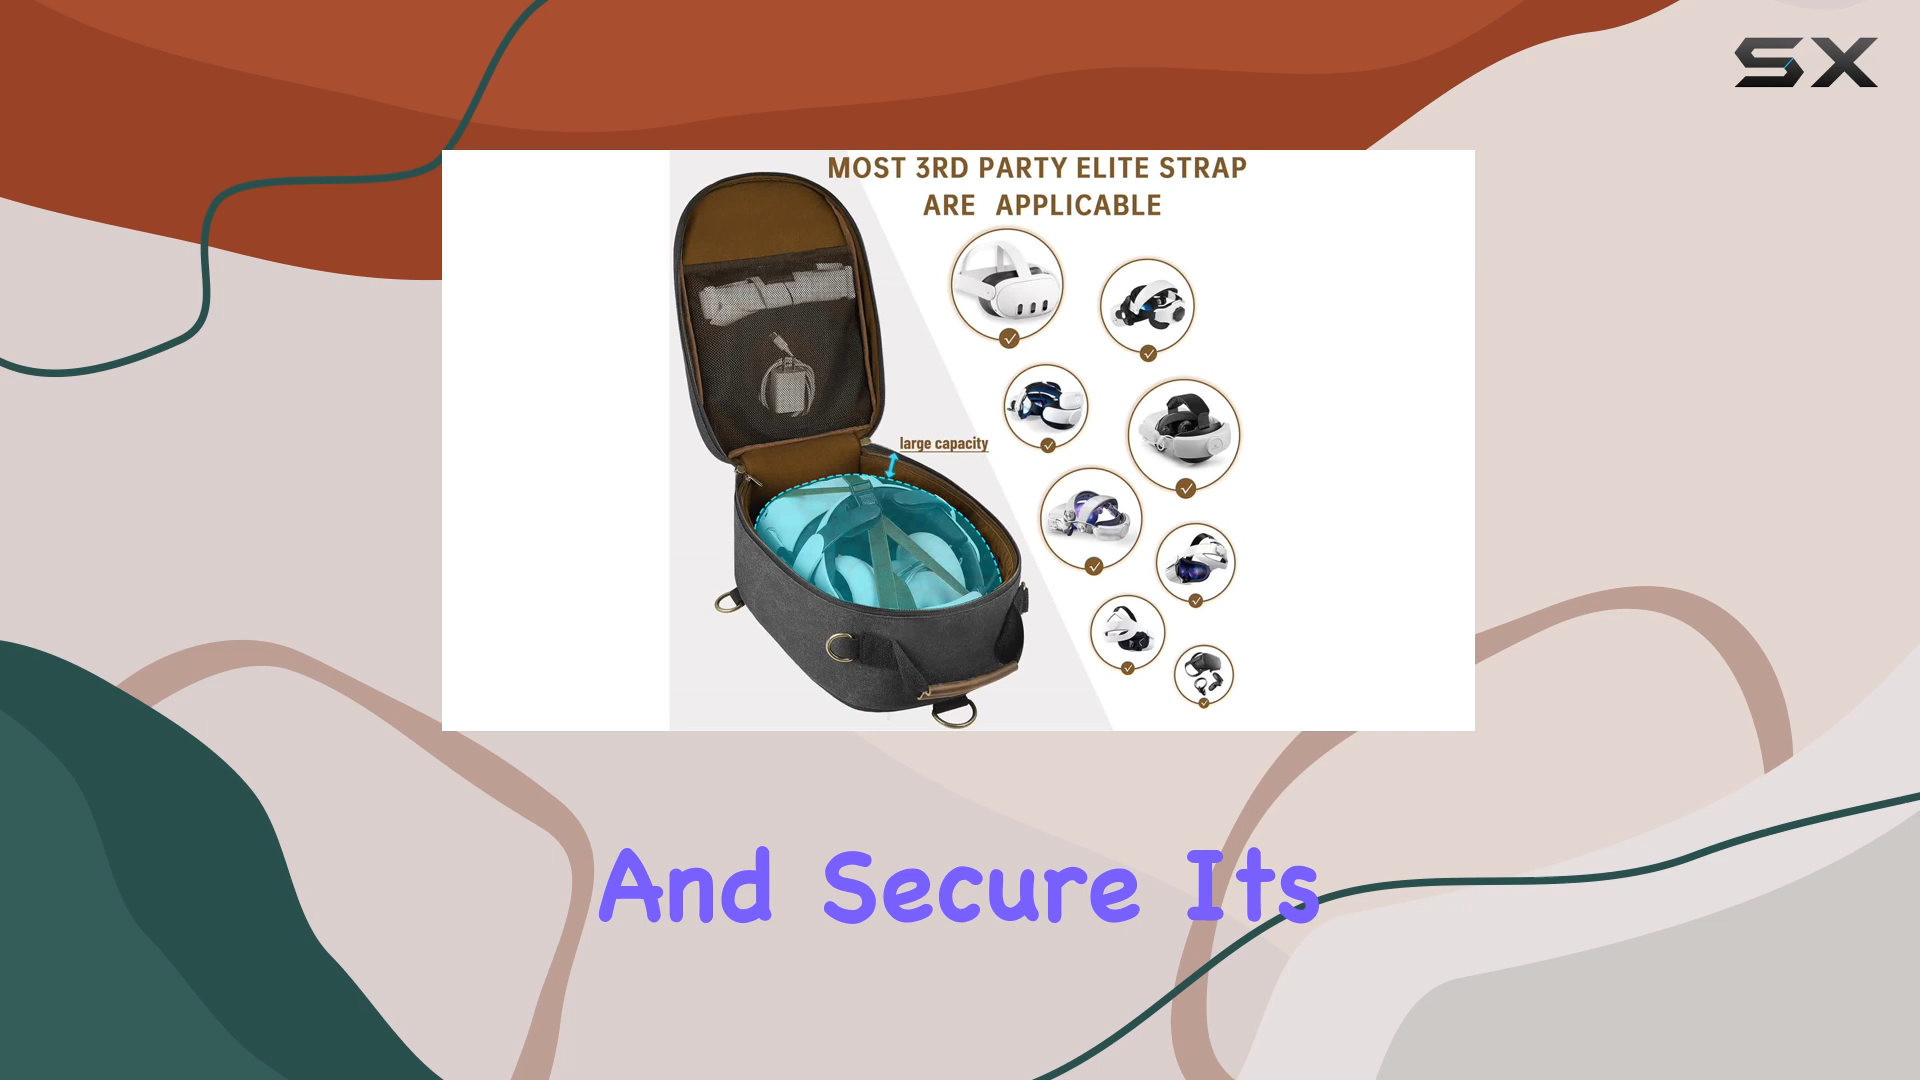 SX
MOST 3RD PARTY ELITE STRAP
ARE APPLICABLE
large capacity
And Secure Its